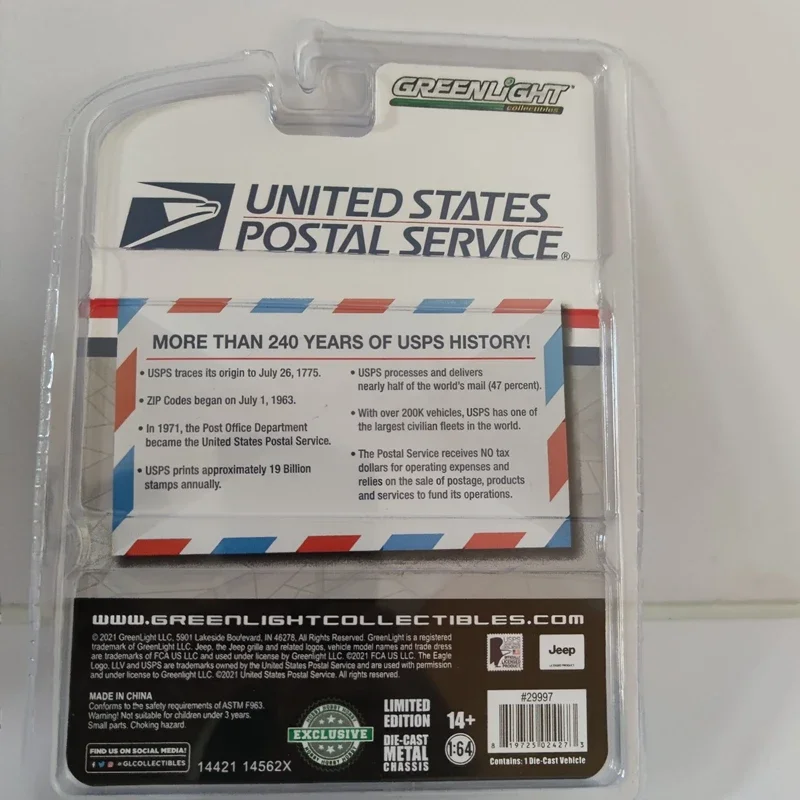 GREENLIGHT
collectibles
UNITED STATES
POSTAL SERVICE®
MORE THAN 240 YEARS OF USPS HISTORY!
• USPS traces its origin to July 26, 1775.
• ZIP Codes began on July 1, 1963.
• In 1971, the Post Office Department
became the United States Postal Service.
• USPS prints approximately 19 Billion
stamps annually.
• USPS processes and delivers
nearly half of the world's mail (47 percent).
• With over 200K vehicles, USPS has one of
the largest civilian fleets in the world.
• The Postal Service receives NO tax
dollars for operating expenses and
relies on the sale of postage, products
and services to fund its operations.
www.GREENLIGHTCOLLECTIBLES.COM
© 2021 GreenLight LLC, 5901 Lakeside Boulevard, IN 46278, All Rights Reserved. GreenLight is a registered
trademark of GreenLight LLC. Jeep, the Jeep grille and related logos, vehicle model names and trade dress
are trademarks of FCA US LLC and used under license by Greenlight LLC. ©2021 FCA US LLC. The Eagle
Logo, LLV and USPS are trademarks owned by the United States Postal Service and are used with permission
and under license to Greenlight LLC. ©2021 United States Postal Service. All rights reserved.
Jeep
MADE IN CHINA
Conforms to the safety requirements of ASTM F963.
Warning! Not suitable for children under 3 years.
Small parts. Choking hazard.
FIND US ON SOCIAL MEDIA!
@GLCOLLECTIBLES
14421 14562X
HOBBY HOBBY HOBBY
EXCLUSIVE
LIMITED
EDITION
DIE-CAST
METAL
CHASSIS
14+
1:64
#29997
8 19725 02427 3
Contains: 1 Die-Cast Vehicle